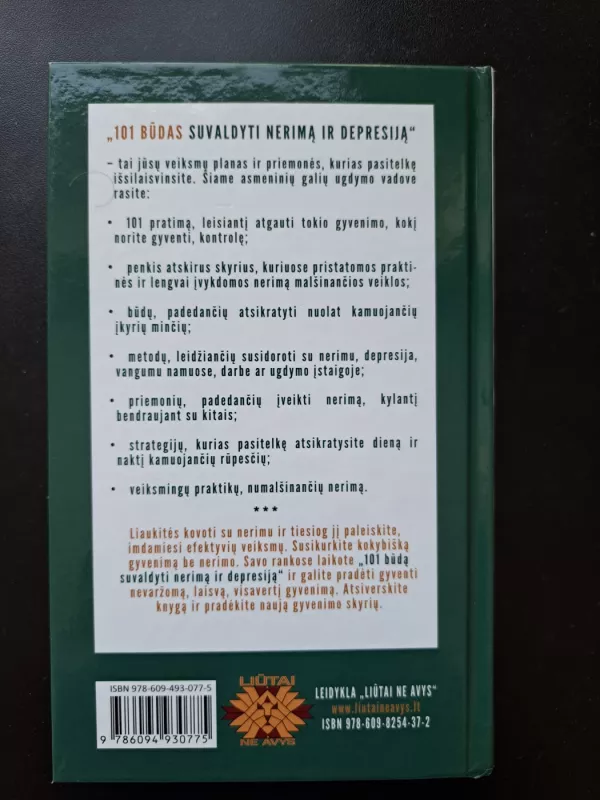 „101 BŪDAS SUVALDYTI NERIMĄ IR DEPRESIJĄ“
– tai jūsų veiksmų planas ir priemonės, kurias pasitelkę
išsilaisvinsite. Šiame asmeninių galių ugdymo vadove
rasite:
• 101 pratimą, leisiantį atgauti tokio gyvenimo, kokį
norite gyventi, kontrolę;
• penkis atskirus skyrius, kuriuose pristatomos prakti-
nės ir lengvai įvykdomos nerimą malšinančios veiklos;
• būdų, padedančių atsikratyti nuolat kamuojančių
įkyrių minčių;
• metodų, leidžiančių susidoroti su nerimu, depresija,
vangumu namuose, darbe ar ugdymo įstaigoje;
• priemonių, padedančių įveikti nerimą, kylantį
bendraujant su kitais;
• strategijų, kurias pasitelkę atsikratysite dieną ir
naktį kamuojančių rūpesčių;
• veiksmingų praktikų, numalšinančių nerimą.
***
Liaukitės kovoti su nerimu ir tiesiog jį paleiskite,
imdamiesi efektyvių veiksmų. Susikurkite kokybišką
gyvenimą be nerimo. Savo rankose laikote „101 būdą
suvaldyti nerimą ir depresiją“ ir galite pradėti gyventi
nevaržomą, laisvą, visavertį gyvenimą. Atsiverskite
knygą ir pradėkite naują gyvenimo skyrių.
ISBN 978-609-493-077-5
9 786094 930775
LIŪTAI
NE AVYS
LEIDYKLA „LIŪTAI NE AVYS“
www.liutaineavys.lt
ISBN 978-609-8254-37-2